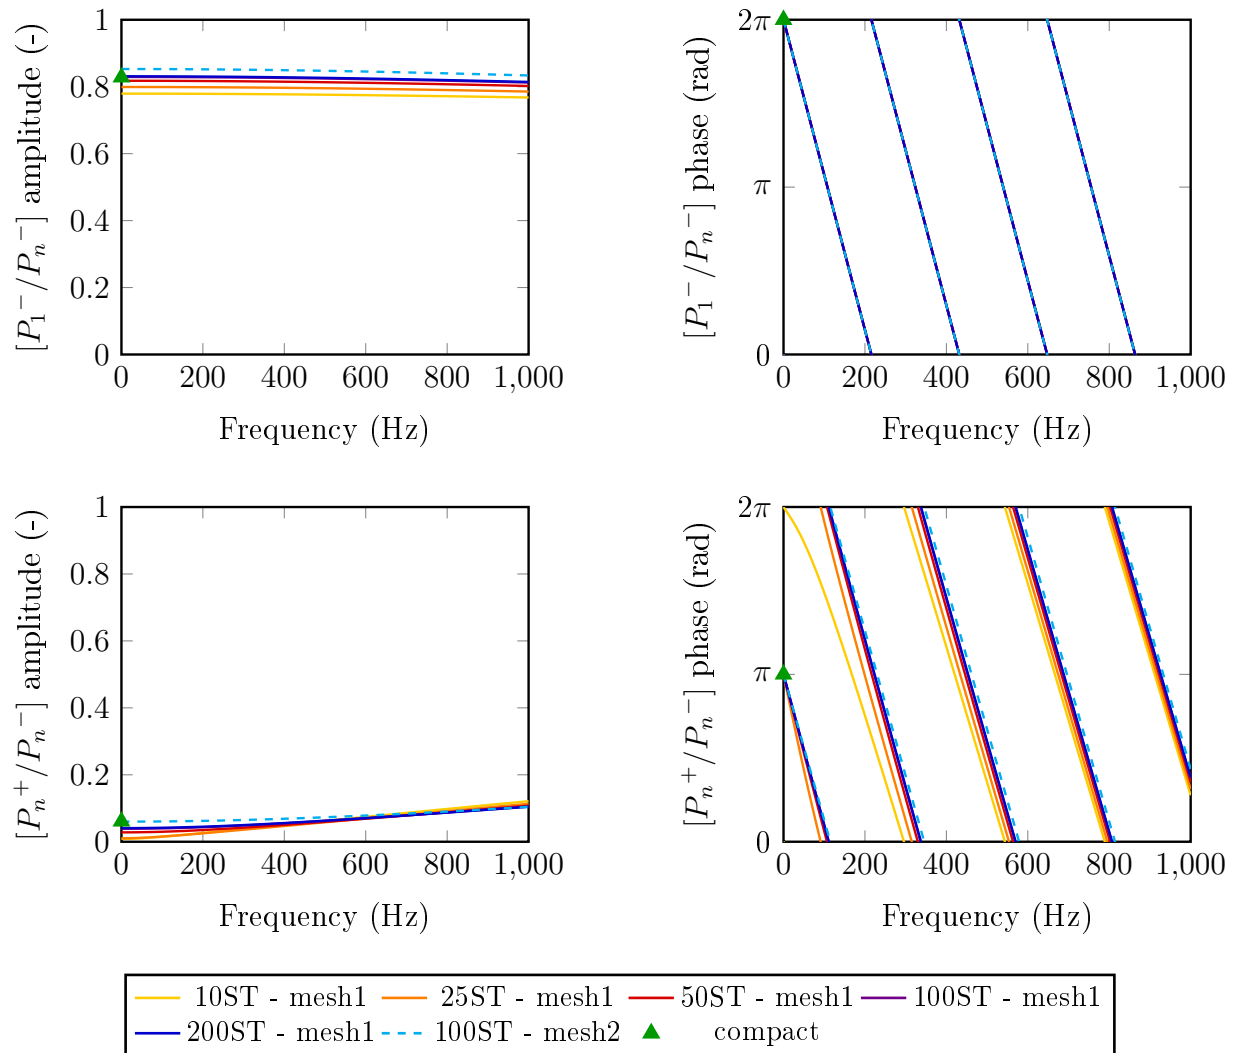 [P₁⁻/Pₙ⁻] amplitude (-)
1
0.8
0.6
0.4
0.2
0
0 200 400 600 800 1,000
Frequency (Hz)
[P₁⁻/Pₙ⁻] phase (rad)
2π
π
0
0 200 400 600 800 1,000
Frequency (Hz)
[Pₙ⁺/Pₙ⁻] amplitude (-)
1
0.8
0.6
0.4
0.2
0
0 200 400 600 800 1,000
Frequency (Hz)
[Pₙ⁺/Pₙ⁻] phase (rad)
2π
π
0
0 200 400 600 800 1,000
Frequency (Hz)
10ST - mesh1 25ST - mesh1 50ST - mesh1 100ST - mesh1
200ST - mesh1 100ST - mesh2 compact